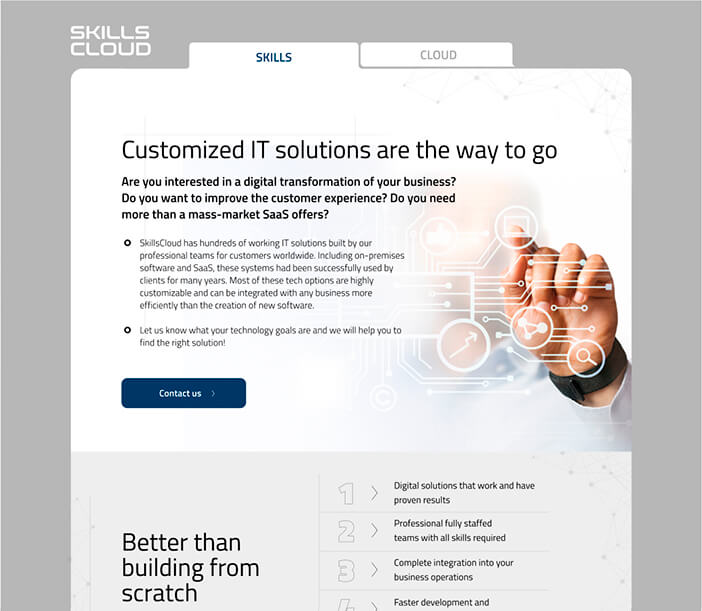 SKILLS
CLOUD
SKILLS
CLOUD
Customized IT solutions are the way to go
Are you interested in a digital transformation of your business?
Do you want to improve the customer experience? Do you need
more than a mass-market SaaS offers?
SkillsCloud has hundreds of working IT solutions built by our
professional teams for customers worldwide. Including on-premises
software and SaaS, these systems had been successfully used by
clients for many years. Most of these tech options are highly
customizable and can be integrated with any business more
efficiently than the creation of new software.
Let us know what your technology goals are and we will help you to
find the right solution!
Contact us
©
Better than
building from
scratch
1
Digital solutions that work and have
proven results
2
Professional fully staffed
teams with all skills required
3
Complete integration into your
business operations
4
Faster development and